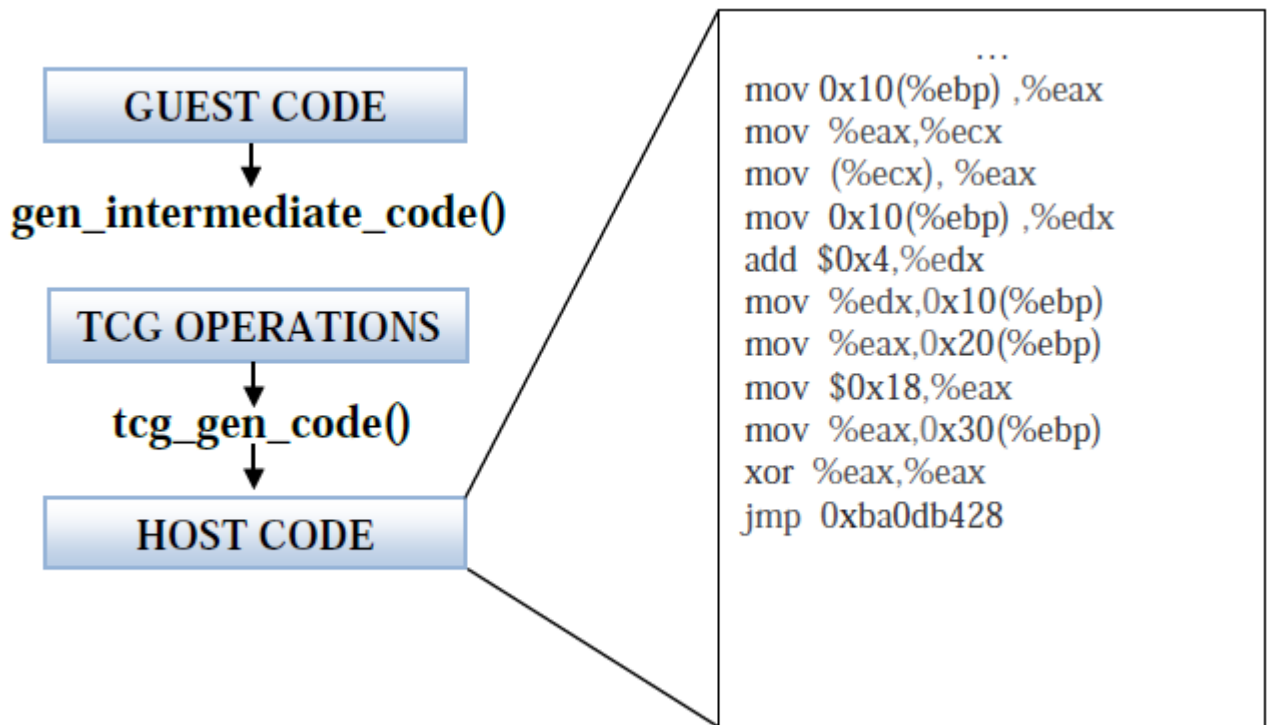 GUEST CODE
gen_intermediate_code()
TCG OPERATIONS
tcg_gen_code()
HOST CODE
...
mov 0x10(%ebp) ,%eax
mov %eax,%ecx
mov (%ecx), %eax
mov 0x10(%ebp) ,%edx
add $0x4,%edx
mov %edx,0x10(%ebp)
mov %eax,0x20(%ebp)
mov $0x18,%eax
mov %eax,0x30(%ebp)
xor %eax,%eax
jmp 0xba0db428